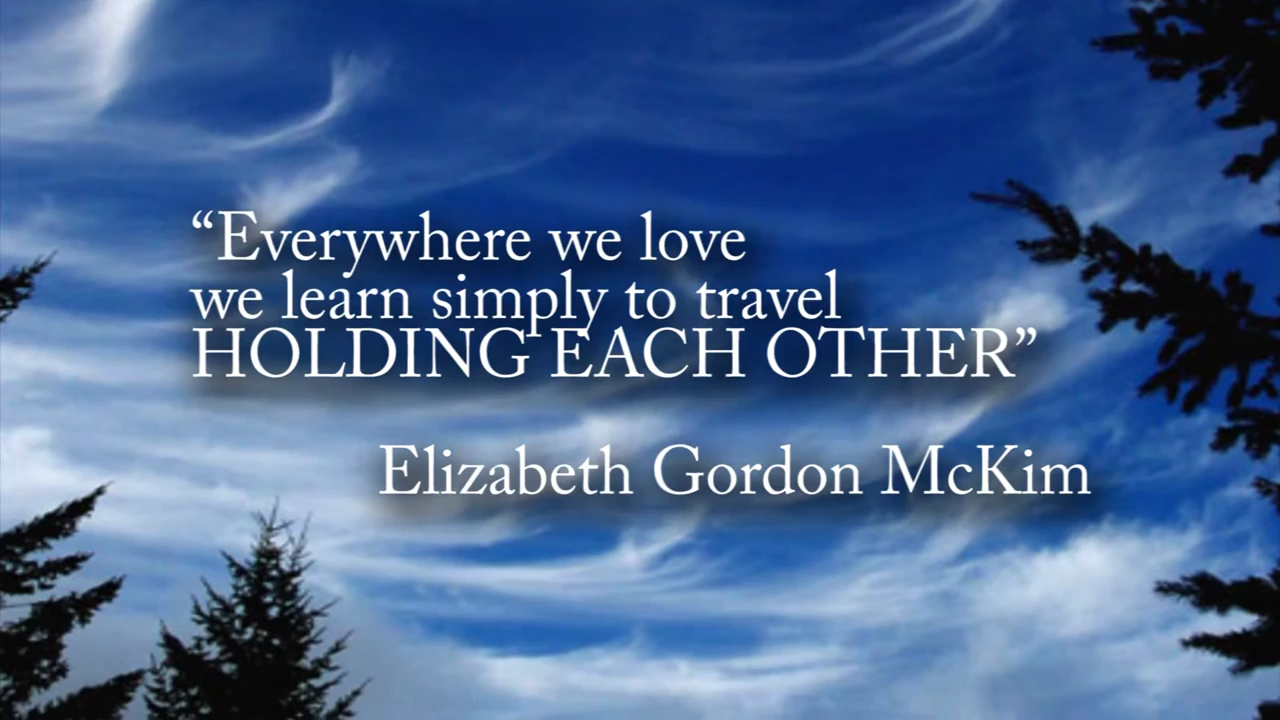 “Everywhere we love
we learn simply to travel
HOLDING EACH OTHER”
Elizabeth Gordon McKim